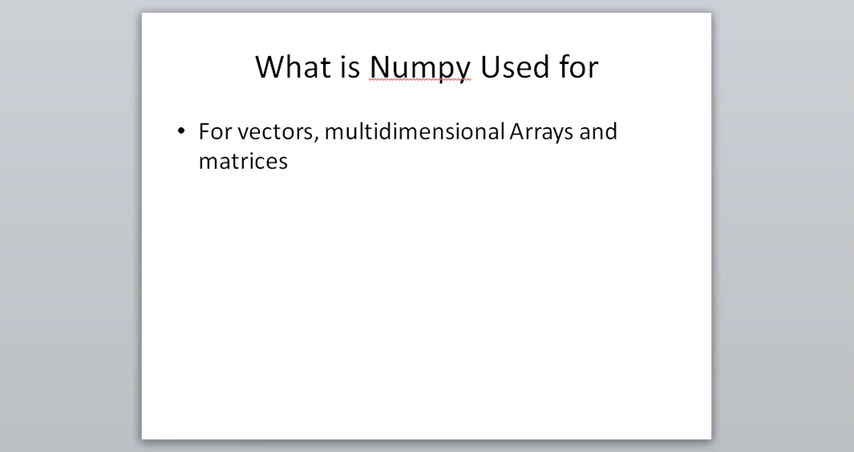 What is Numpy Used for
• For vectors, multidimensional Arrays and
matrices